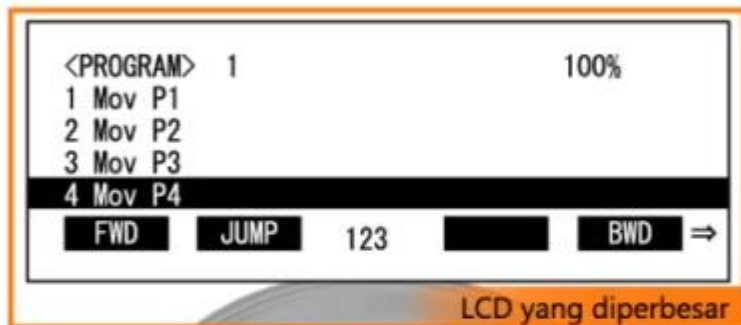 <PROGRAM> 1 100%
1 Mov P1
2 Mov P2
3 Mov P3
4 Mov P4
FWD JUMP 123 BWD ⇒
LCD yang diperbesar